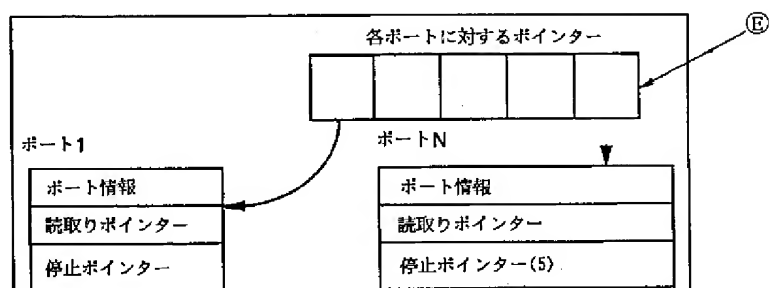 各ポートに対するポインター
Ⓔ
ポート1
ポートN
ポート情報
読取りポインター
停止ポインター
ポート情報
読取りポインター
停止ポインター(5)